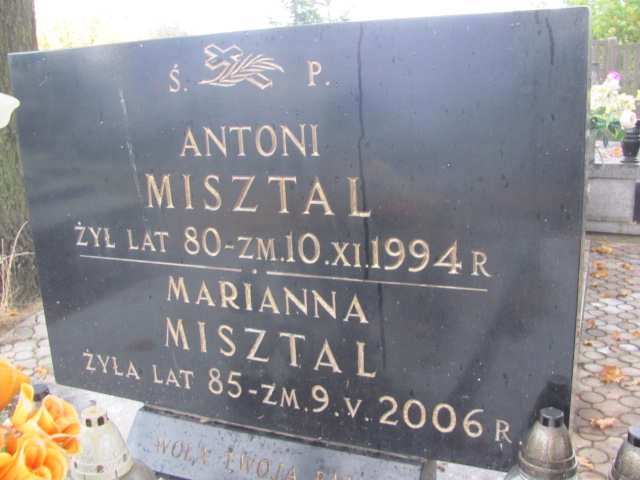 Ś. P.
ANTONI
MISZTAL
ŻYŁ LAT 80-ZM.10.XI.1994 R
MARIANNA
MISZTAL
ŻYŁA LAT 85-ZM.9.V.2006 R
WOLA TWOJA